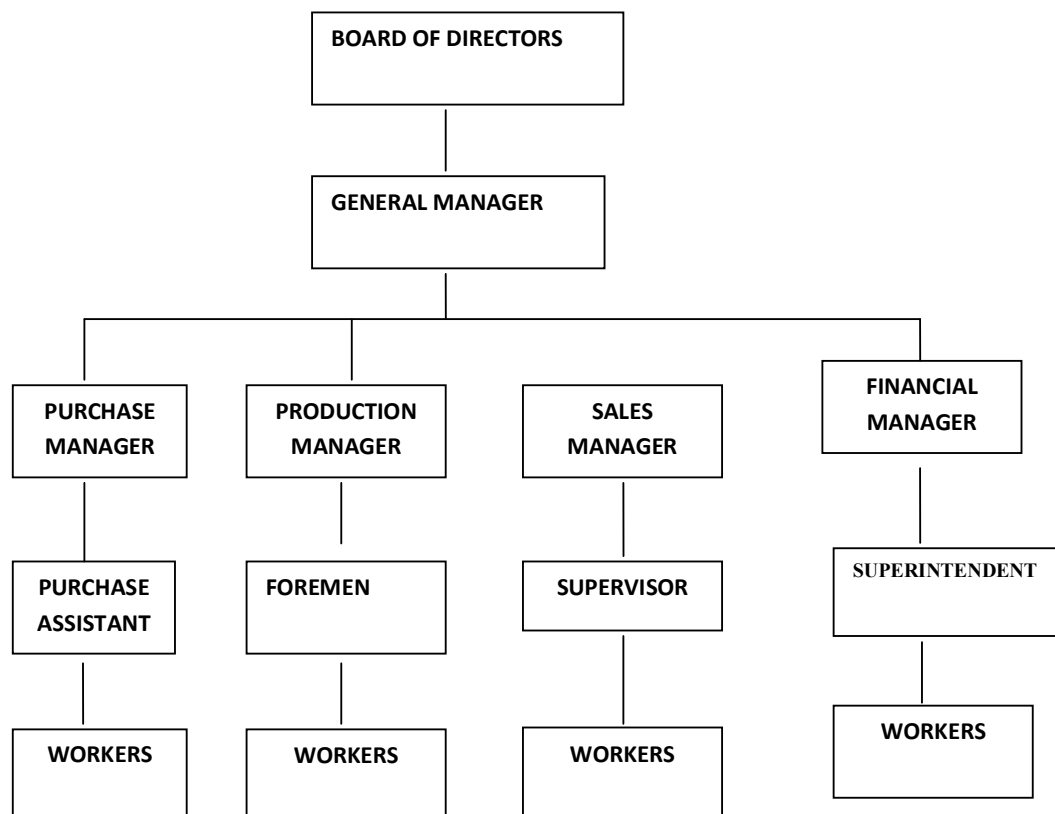 BOARD OF DIRECTORS
GENERAL MANAGER
PURCHASE
MANAGER
PRODUCTION
MANAGER
SALES
MANAGER
FINANCIAL
MANAGER
PURCHASE
ASSISTANT
FOREMEN
SUPERVISOR
SUPERINTENDENT
WORKERS
WORKERS
WORKERS
WORKERS